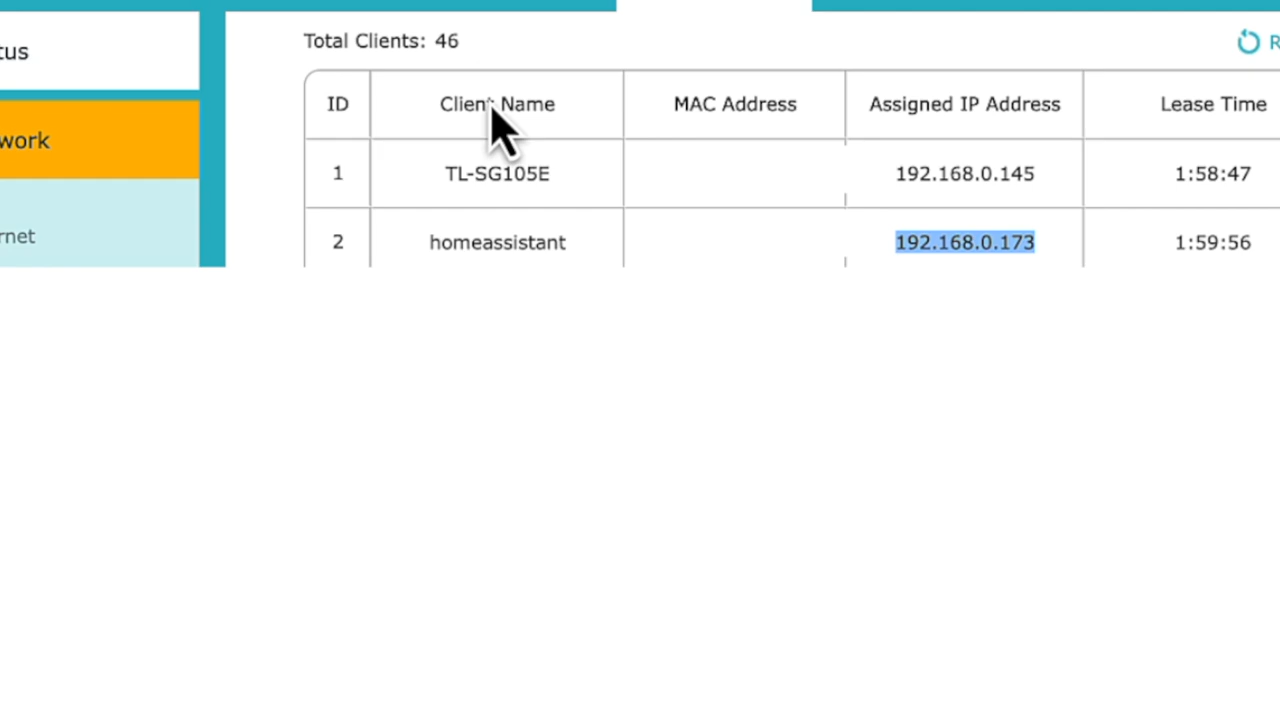 Total Clients: 46
tus
work
rnet
R
ID Client Name MAC Address Assigned IP Address Lease Time
1 TL-SG105E 192.168.0.145 1:58:47
2 homeassistant 192.168.0.173 1:59:56